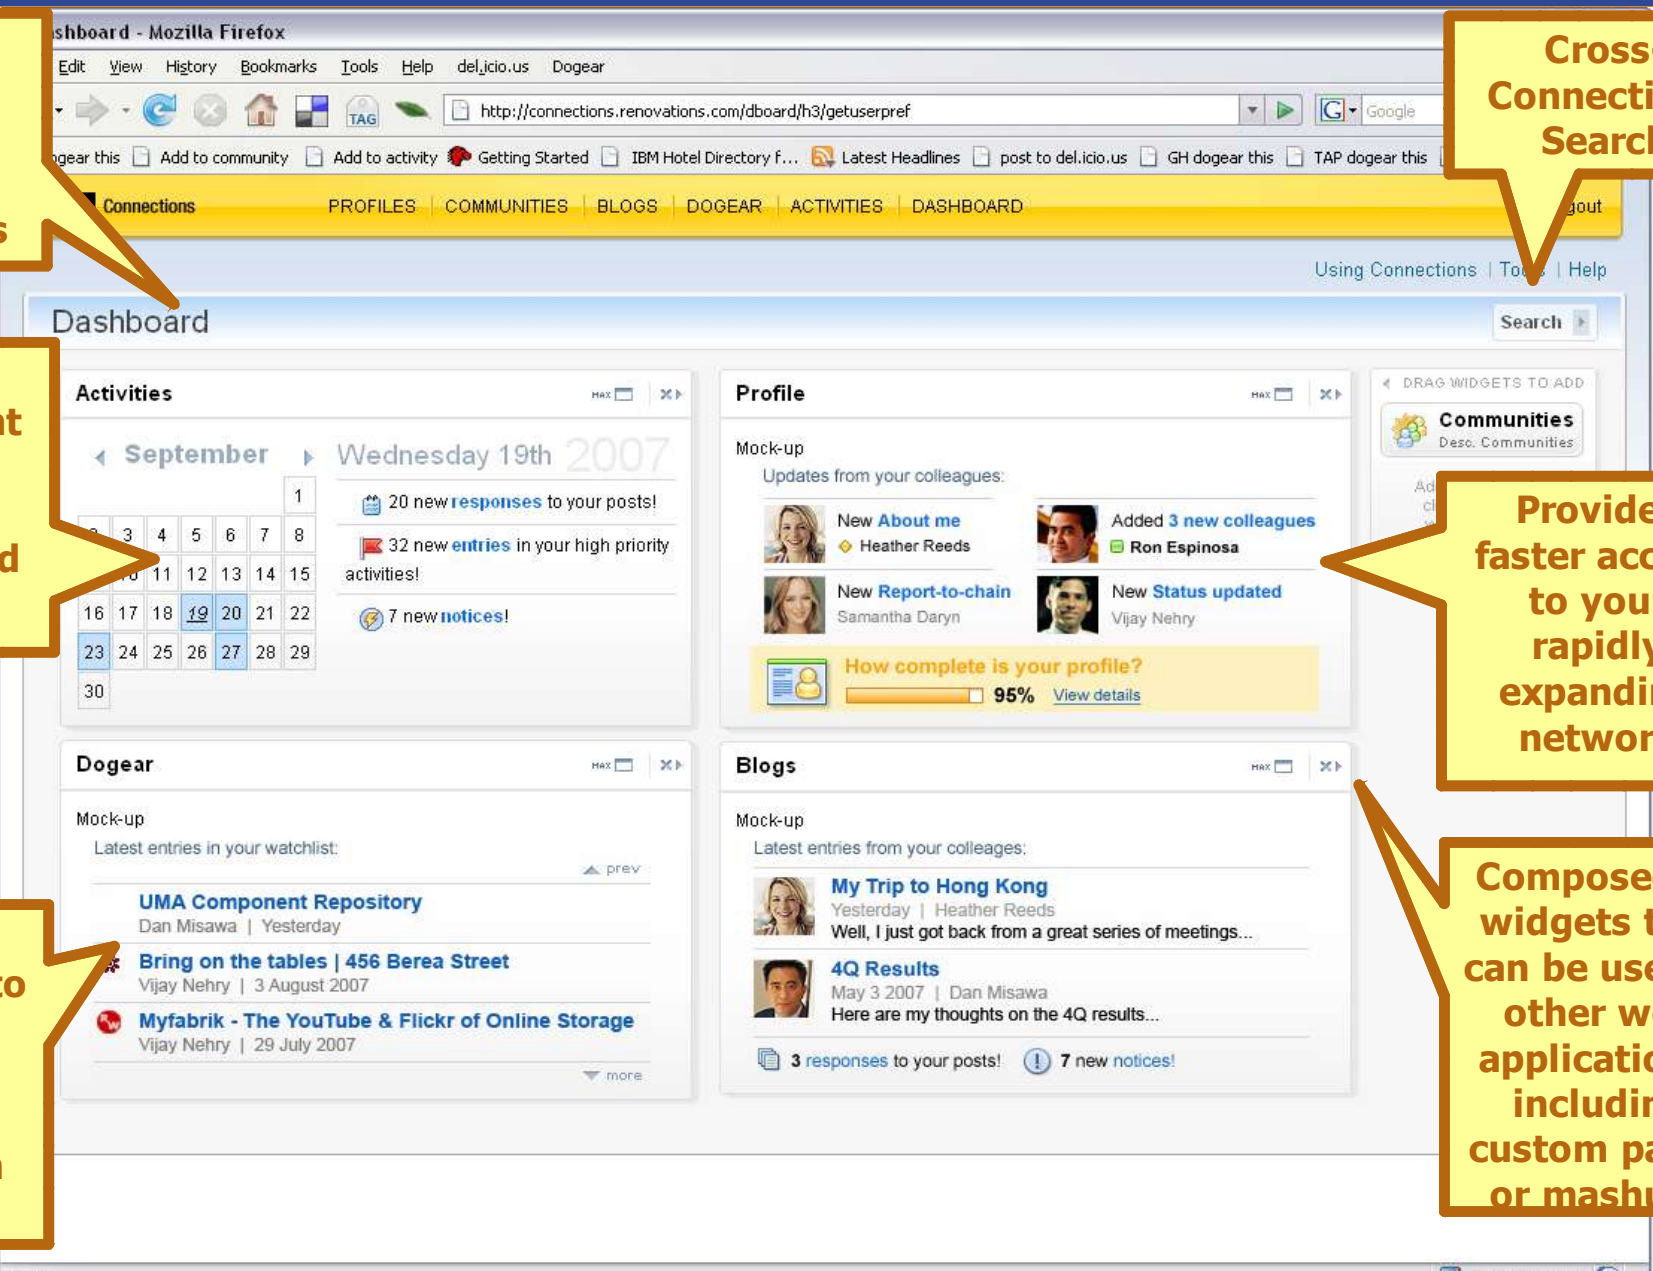 shboard - Mozilla Firefox
Edit View History Bookmarks Tools Help del.icio.us Dogear
TAG http://connections.renovations.com/dboard/h3/getuserpref G Google
gear this Add to community Add to activity Getting Started IBM Hotel Directory f... Latest Headlines post to del.icio.us GH dogear this TAP dogear this
Connections PROFILES | COMMUNITIES | BLOGS | DOGEAR | ACTIVITIES | DASHBOARD gout
Using Connections | Tools | Help
Dashboard
Search
Activities
MAX
September
Wednesday 19th 2007
1
3 4 5 6 7 8
10 11 12 13 14 15
16 17 18 19 20 21 22
23 24 25 26 27 28 29
30
20 new responses to your posts!
32 new entries in your high priority
activities!
7 new notices!
Profile
MAX
Mock-up
Updates from your colleagues:
New About me
Heather Reeds
Added 3 new colleagues
Ron Espinosa
New Report-to-chain
Samantha Daryn
New Status updated
Vijay Nehry
How complete is your profile?
95% View details
DRAG WIDGETS TO ADD
Communities
Desc. Communities
Dogear
MAX
Mock-up
Latest entries in your watchlist:
prev
UMA Component Repository
Dan Misawa | Yesterday
Bring on the tables | 456 Berea Street
Vijay Nehry | 3 August 2007
Myfabrik - The YouTube & Flickr of Online Storage
Vijay Nehry | 29 July 2007
more
Blogs
MAX
Mock-up
Latest entries from your colleages:
My Trip to Hong Kong
Yesterday | Heather Reeds
Well, I just got back from a great series of meetings...
4Q Results
May 3 2007 | Dan Misawa
Here are my thoughts on the 4Q results...
3 responses to your posts! 7 new notices!
Cross-
Connecti
Search
Provide
faster acc
to you
rapidly
expandin
networ
Compose
widgets t
can be use
other w
applicatio
includin
custom pa
or mashu
s
nt
d
to
n